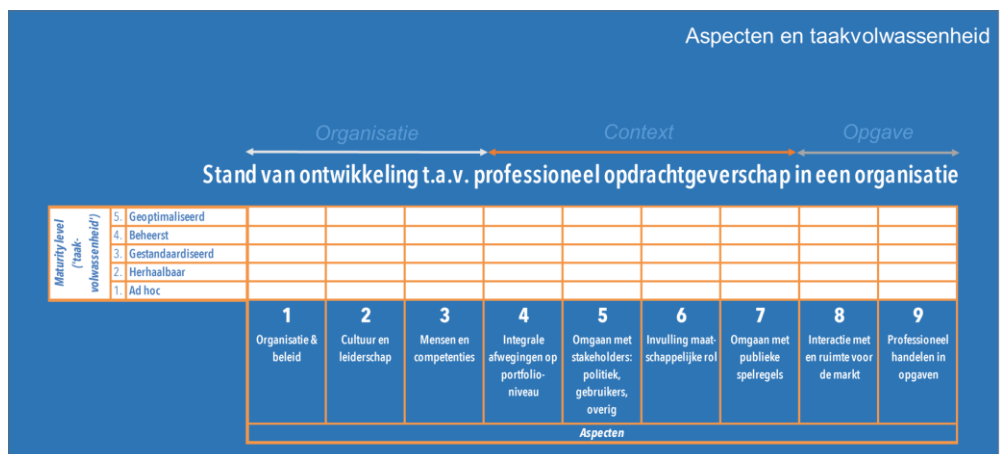 Aspecten en taakvolwassenheid
Organisatie Context Opgave
Stand van ontwikkeling t.a.v. professioneel opdrachtgeverschap in een organisatie
Maturity level
('taak-
volwassenheid')
5. Geoptimaliseerd
4. Beheerst
3. Gestandaardiseerd
2. Herhaalbaar
1. Ad hoc
1
Organisatie &
beleid
2
Cultuur en
leiderschap
3
Mensen en
competenties
4
Integrale
afwegingen op
portfolio-
niveau
5
Omgaan met
stakeholders:
politiek,
gebruikers,
overig
6
Invulling maat-
schappelijke rol
7
Omgaan met
publieke
spelregels
8
Interactie met
en ruimte voor
de markt
9
Professioneel
handelen in
opgaven
Aspecten